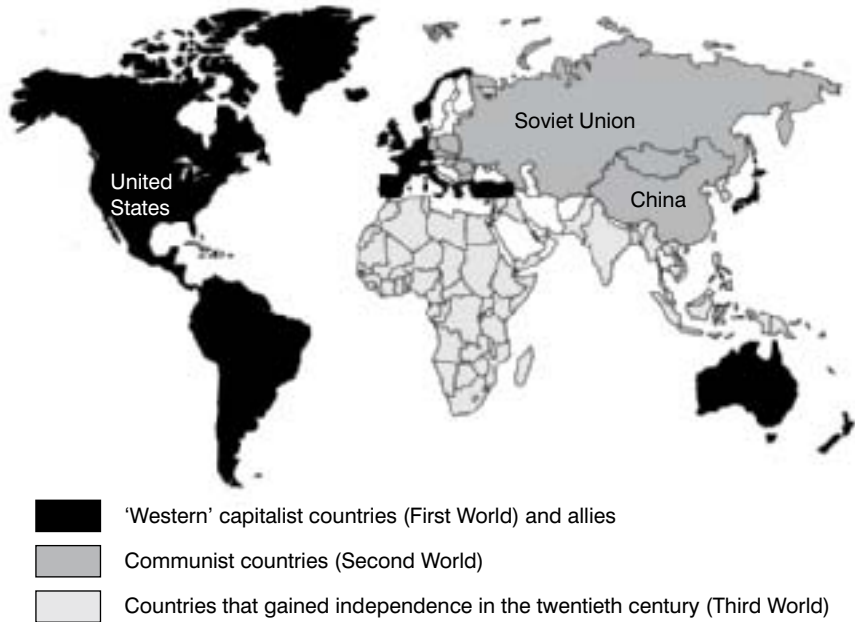 Soviet Union
United
States
China
‘Western’ capitalist countries (First World) and allies
Communist countries (Second World)
Countries that gained independence in the twentieth century (Third World)